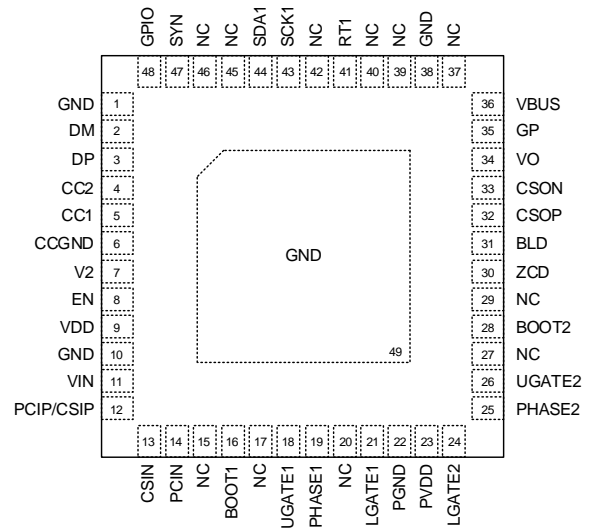 GPIO SYN NC NC SDA1 SCK1 NC RT1 NC NC GND NC
48 47 46 45 44 43 42 41 40 39 38 37
GND 1
DM 2
DP 3
CC2 4
CC1 5
CCGND 6
V2 7
EN 8
VDD 9
GND 10
VIN 11
PCIP/CSIP 12
GND
49
36 VBUS
35 GP
34 VO
33 CSON
32 CSOP
31 BLD
30 ZCD
29 NC
28 BOOT2
27 NC
26 UGATE2
25 PHASE2
13 14 15 16 17 18 19 20 21 22 23 24
CSIN PCIN NC BOOT1 NC UGATE1 PHASE1 NC LGATE1 PGND PVDD LGATE2